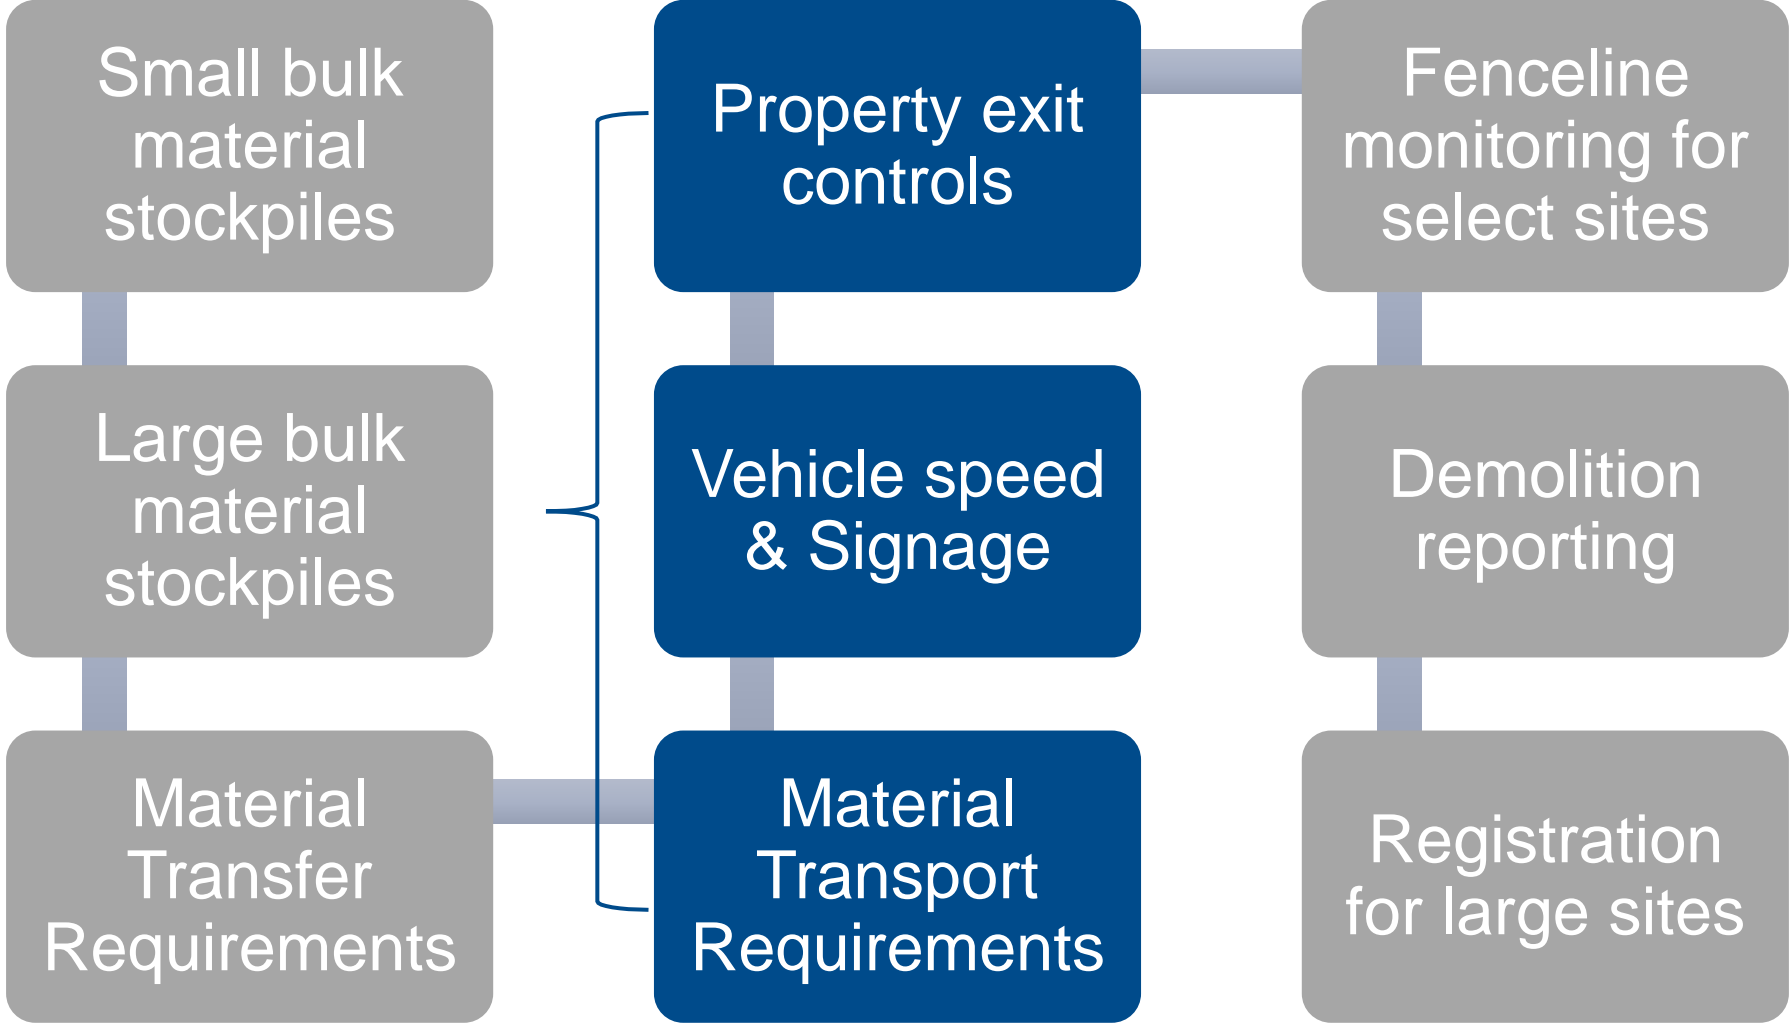 Small bulk
material
stockpiles
Large bulk
material
stockpiles
Material
Transfer
Requirements
Property exit
controls
Vehicle speed
& Signage
Material
Transport
Requirements
Fenceline
monitoring for
select sites
Demolition
reporting
Registration
for large sites